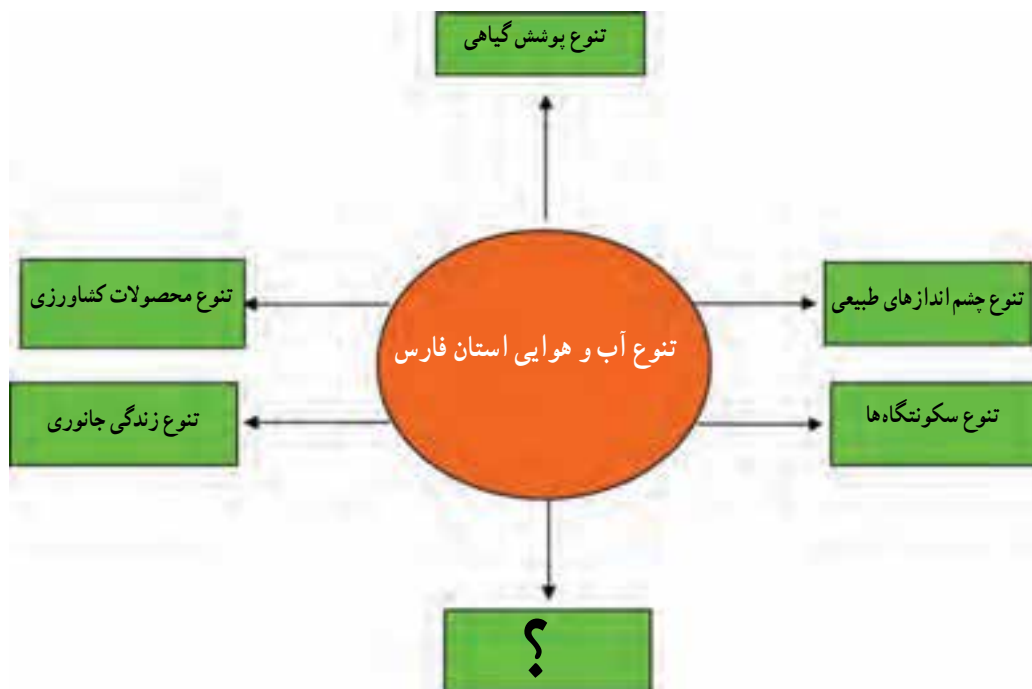 تنوع پوشش گیاهی
تنوع چشم اندازهای طبیعی
تنوع محصولات کشاورزی
تنوع آب و هوایی استان فارس
تنوع سکونتگاه‌ها
تنوع زندگی جانوری
؟